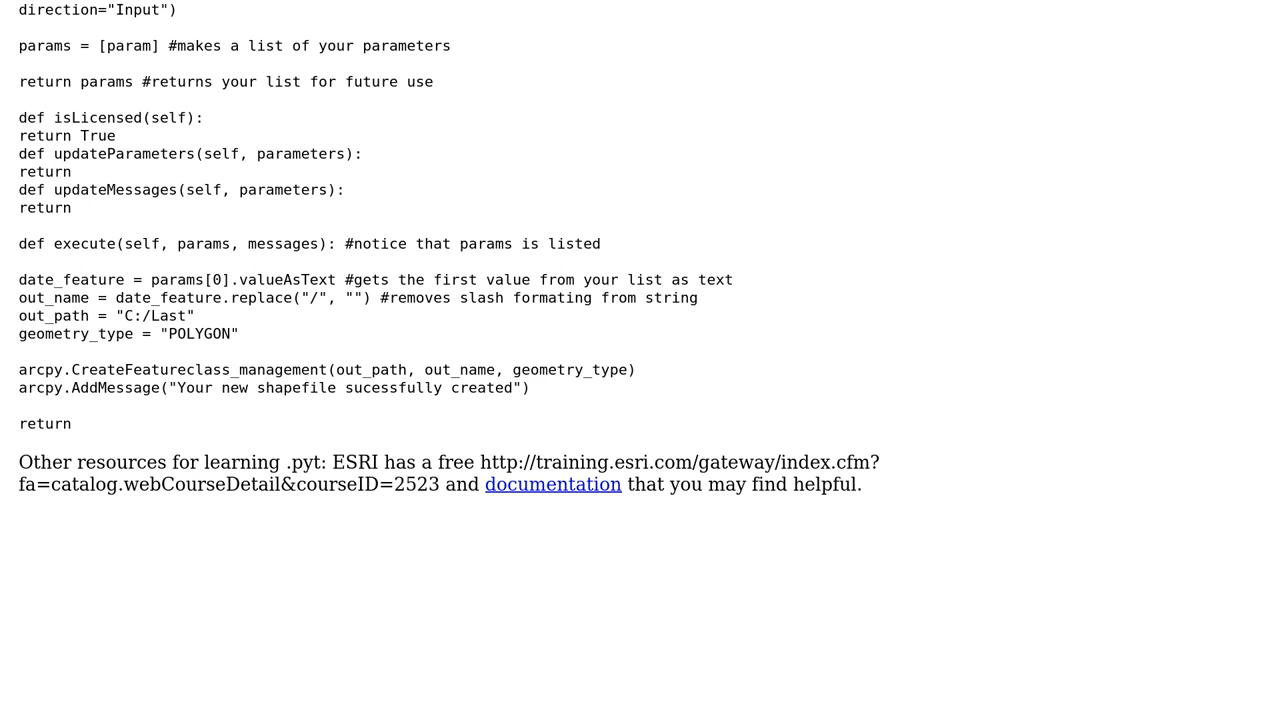 direction="Input")
params = [param] #makes a list of your parameters
return params #returns your list for future use
def isLicensed(self):
return True
def updateParameters(self, parameters):
return
def updateMessages(self, parameters):
return
def execute(self, params, messages): #notice that params is listed
date_feature = params[0].valueAsText #gets the first value from your list as text
out_name = date_feature.replace("/", "") #removes slash formating from string
out_path = "C:/Last"
geometry_type = "POLYGON"
arcpy.CreateFeatureclass_management(out_path, out_name, geometry_type)
arcpy.AddMessage("Your new shapefile sucessfully created")
return
Other resources for learning .pyt: ESRI has a free http://training.esri.com/gateway/index.cfm?
fa=catalog.webCourseDetail&courseID=2523 and documentation that you may find helpful.